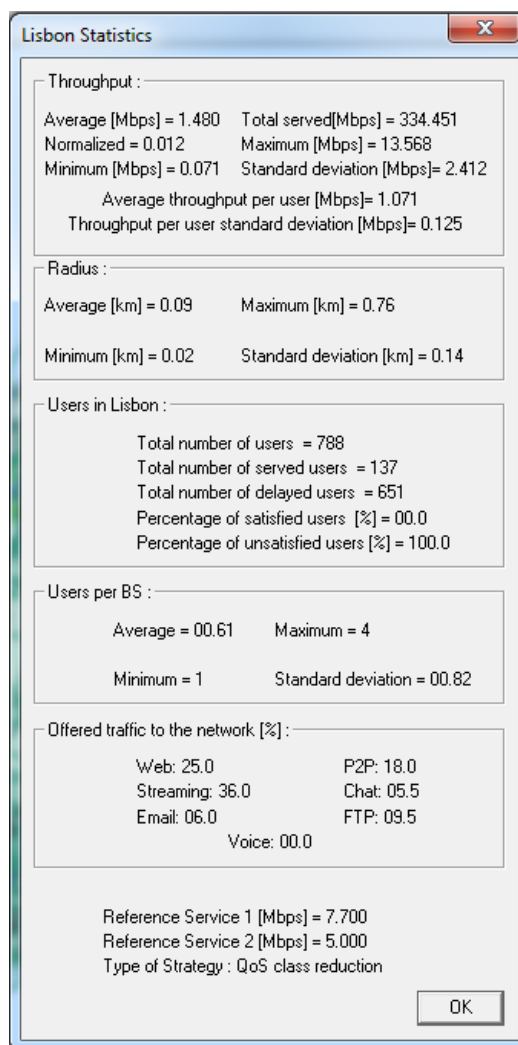 Lisbon Statistics
Throughput :
Average [Mbps] = 1.480 Total served[Mbps] = 334.451
Normalized = 0.012 Maximum [Mbps] = 13.568
Minimum [Mbps] = 0.071 Standard deviation [Mbps]= 2.412
Average throughput per user [Mbps]= 1.071
Throughput per user standard deviation [Mbps]= 0.125
Radius :
Average [km] = 0.09 Maximum [km] = 0.76
Minimum [km] = 0.02 Standard deviation [km] = 0.14
Users in Lisbon :
Total number of users = 788
Total number of served users = 137
Total number of delayed users = 651
Percentage of satisfied users [%] = 00.0
Percentage of unsatisfied users [%] = 100.0
Users per BS :
Average = 00.61 Maximum = 4
Minimum = 1 Standard deviation = 00.82
Offered traffic to the network [%] :
Web: 25.0 P2P: 18.0
Streaming: 36.0 Chat: 05.5
Email: 06.0 FTP: 09.5
Voice: 00.0
Reference Service 1 [Mbps] = 7.700
Reference Service 2 [Mbps] = 5.000
Type of Strategy : QoS class reduction
OK